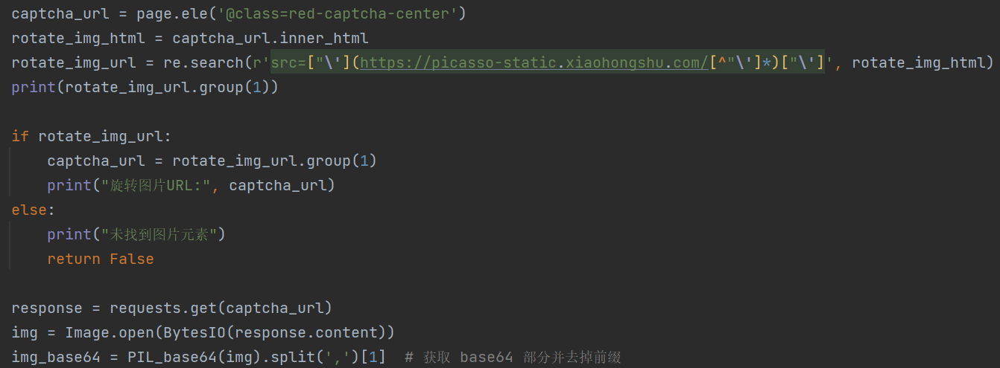 captcha_url = page.ele('@class=red-captcha-center')
rotate_img_html = captcha_url.inner_html
rotate_img_url = re.search(r'src=["\'](https://picasso-static.xiaohongshu.com/[^"\']*)["\']', rotate_img_html)
print(rotate_img_url.group(1))

if rotate_img_url:
    captcha_url = rotate_img_url.group(1)
    print("旋转图片URL:", captcha_url)
else:
    print("未找到图片元素")
    return False

response = requests.get(captcha_url)
img = Image.open(BytesIO(response.content))
img_base64 = PIL_base64(img).split(',')[1]  # 获取 base64 部分并去掉前缀